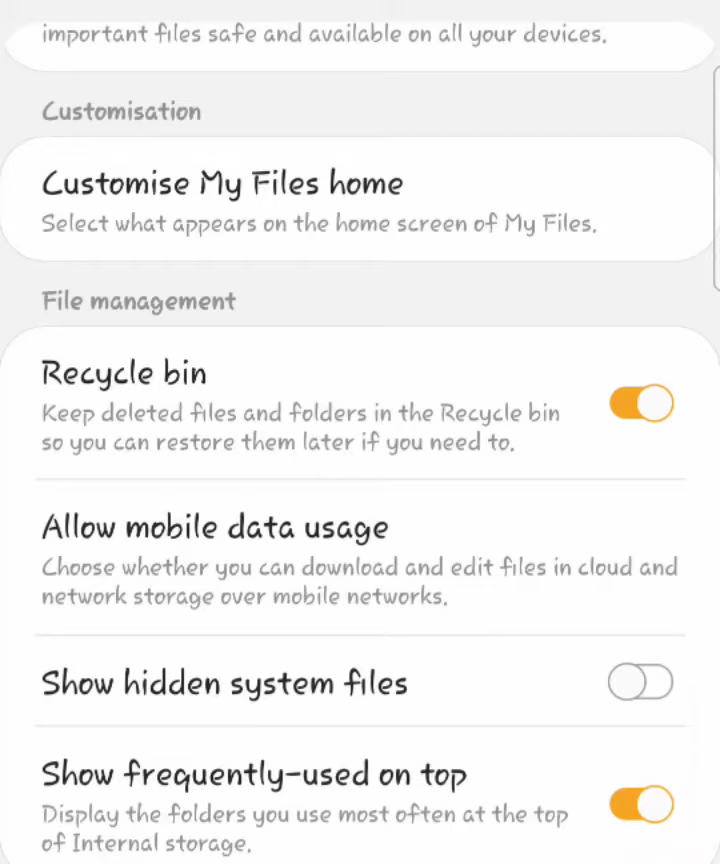 important files safe and available on all your devices.
Customisation
Customise My Files home
Select what appears on the home screen of My Files.
File management
Recycle bin
Keep deleted files and folders in the Recycle bin
so you can restore them later if you need to.
Allow mobile data usage
Choose whether you can download and edit files in cloud and
network storage over mobile networks.
Show hidden system files
Show frequently-used on top
Display the folders you use most often at the top
of Internal storage.